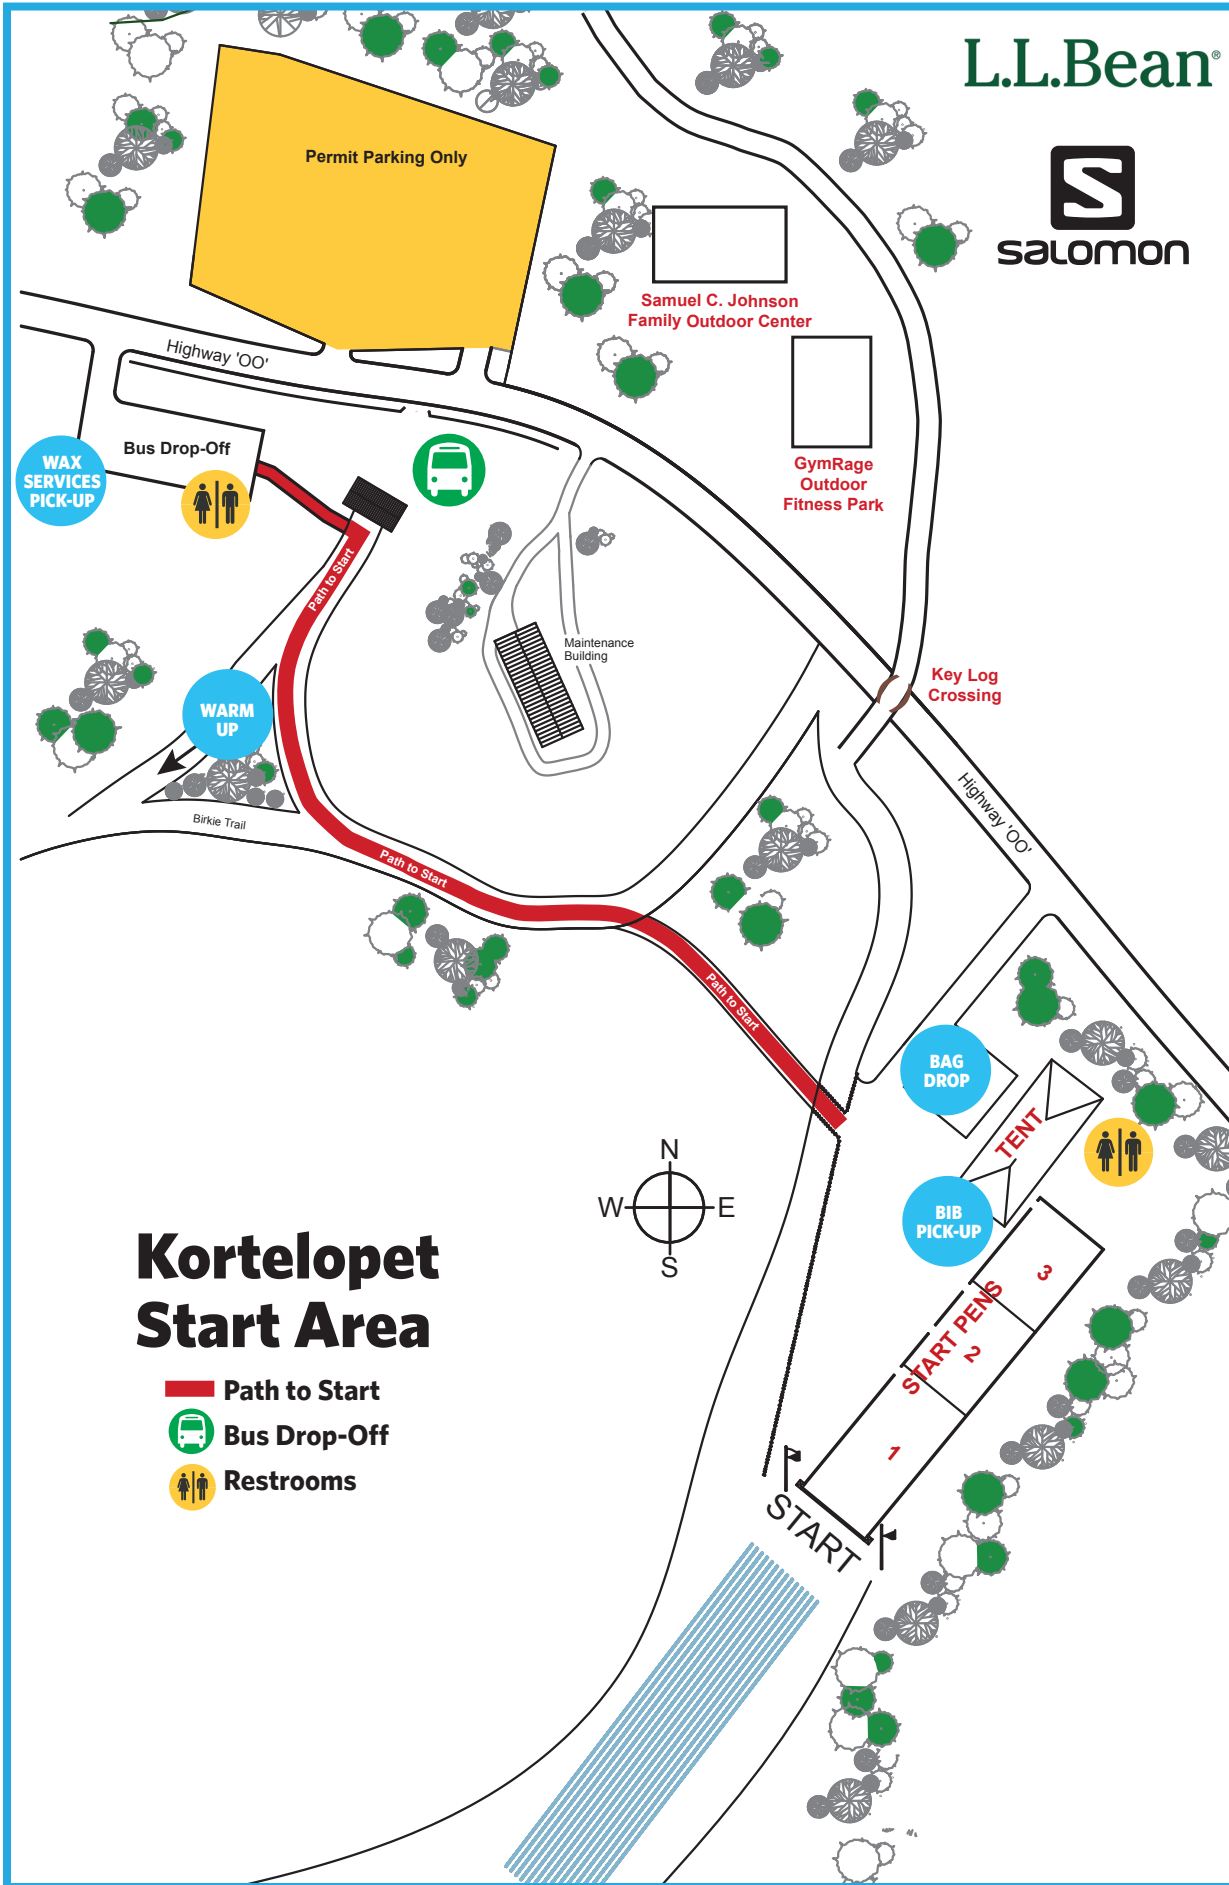 L.L.Bean®
Permit Parking Only
SALOMON
Samuel C. Johnson
Family Outdoor Center
Highway 'OO'
GymRage
Outdoor
Fitness Park
Bus Drop-Off
WAX
SERVICES
PICK-UP
Path to Start
Maintenance
Building
Key Log
Crossing
WARM
UP
Highway 'OO'
Birkie Trail
Path to Start
Path to Start
BAG
DROP
TENT
N
W
E
S
BIB
PICK-UP
3
START PENS
2
1
START
Kortelopet
Start Area
Path to Start
Bus Drop-Off
Restrooms